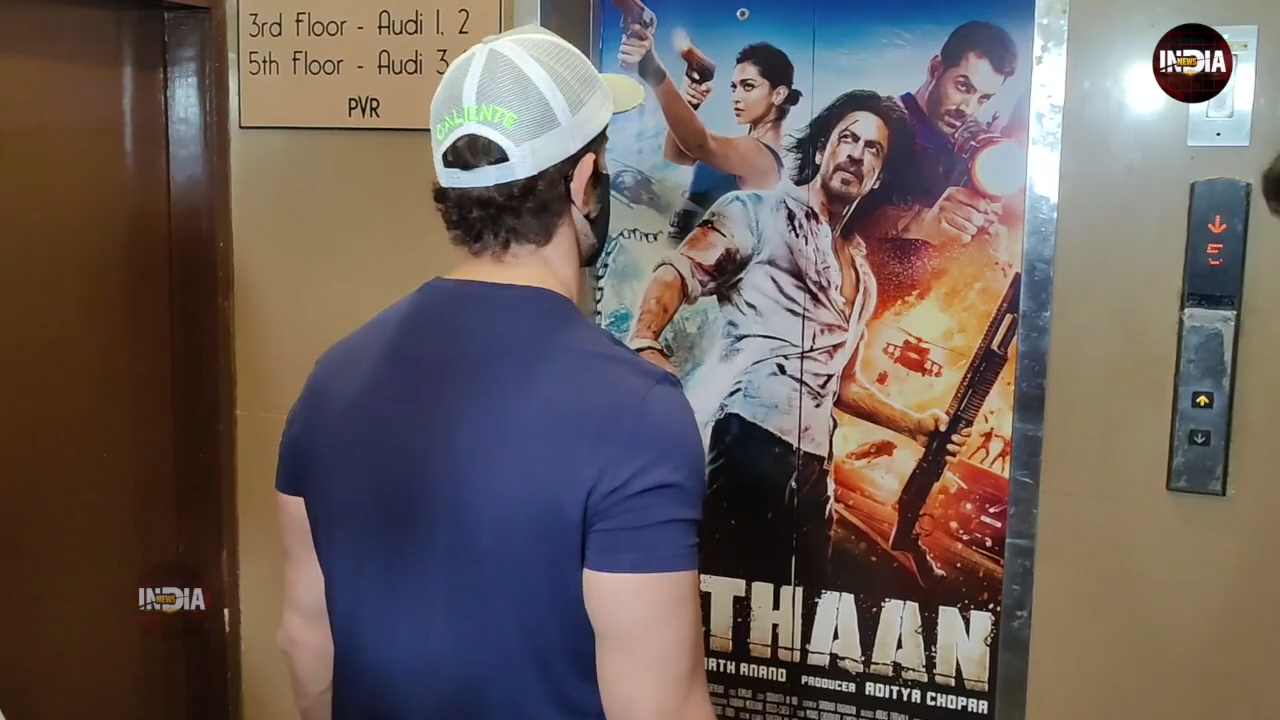 3rd Floor - Audi 1, 2
5th Floor - Audi 3
PVR
CALIENTE
INDIA
NEWS
THAAN
ANAND
PRODUCER ADITYA CHOPRA
INDIA
NEWS